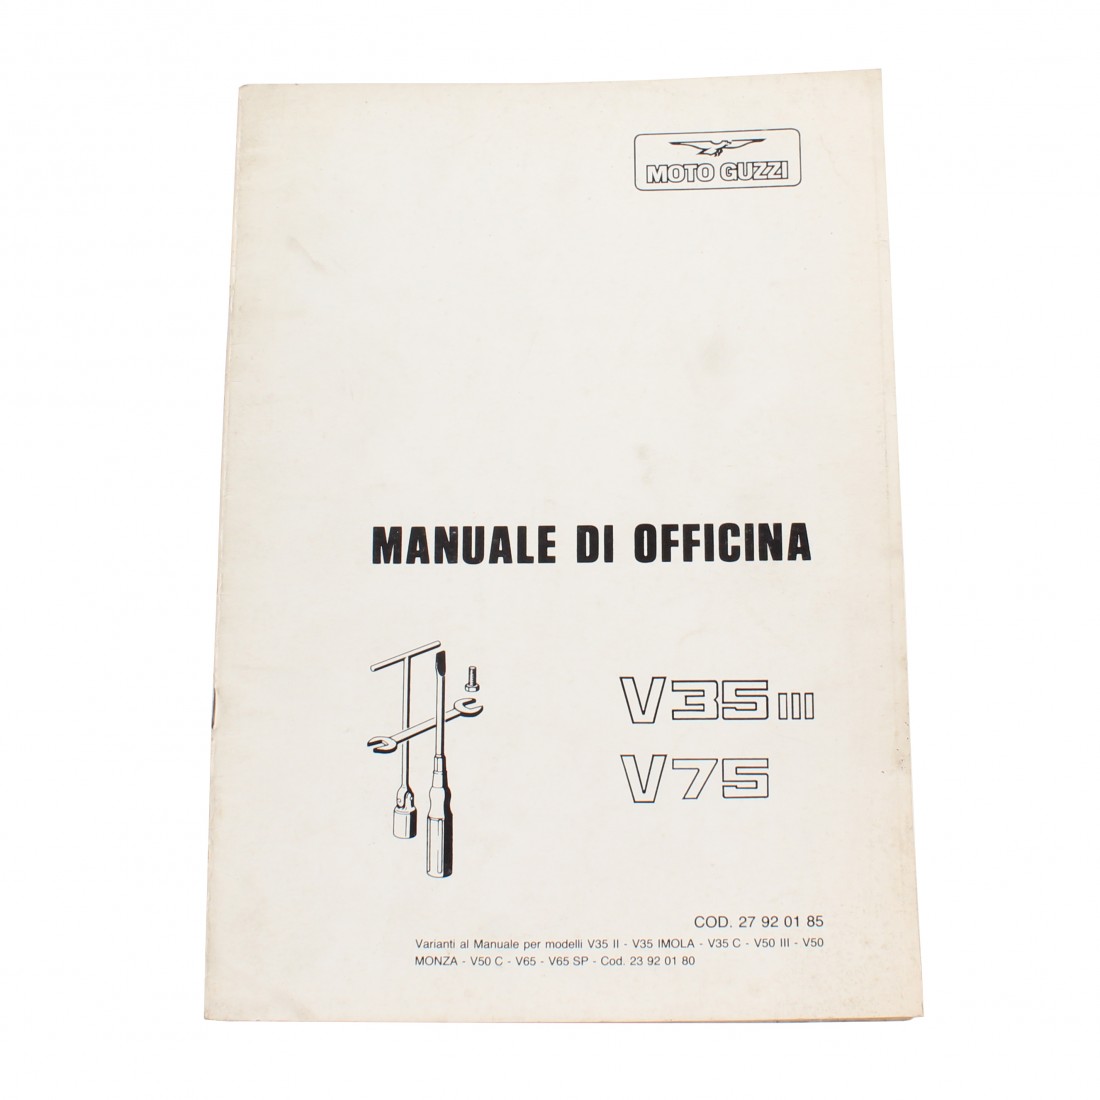 MOTO GUZZI
MANUALE DI OFFICINA
V35 III
V75
COD. 27 92 01 85
Varianti al Manuale per modelli V35 II - V35 IMOLA - V35 C - V50 III - V50
MONZA - V50 C - V65 - V65 SP - Cod. 23 92 01 80